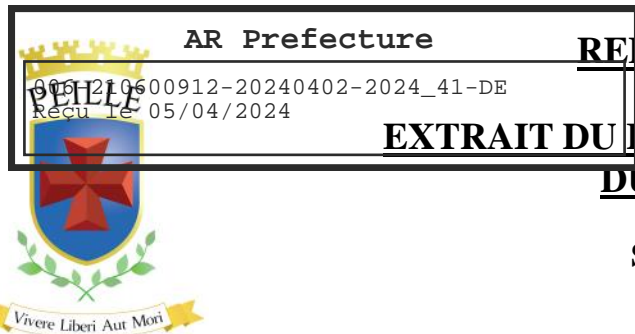 AR Prefecture
006-210600912-20240402-2024_41-DE
Reçu le 05/04/2024
PEILLE
EXTRAIT DU
Vivere Liberi Aut Mori